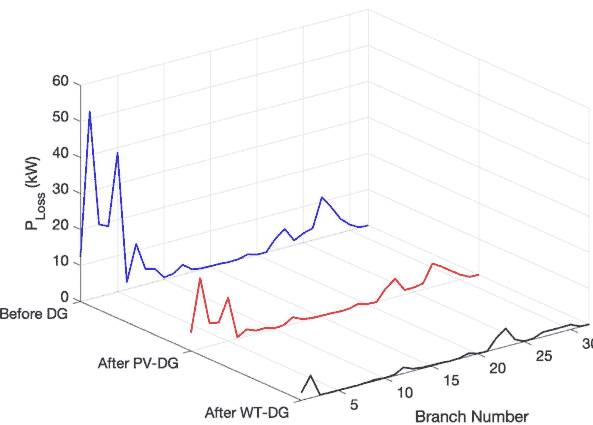 60
50
40
30
20
10
0
P_Loss (kW)
Before DG
After PV-DG
After WT-DG
5
10
15
20
25
30
Branch Number